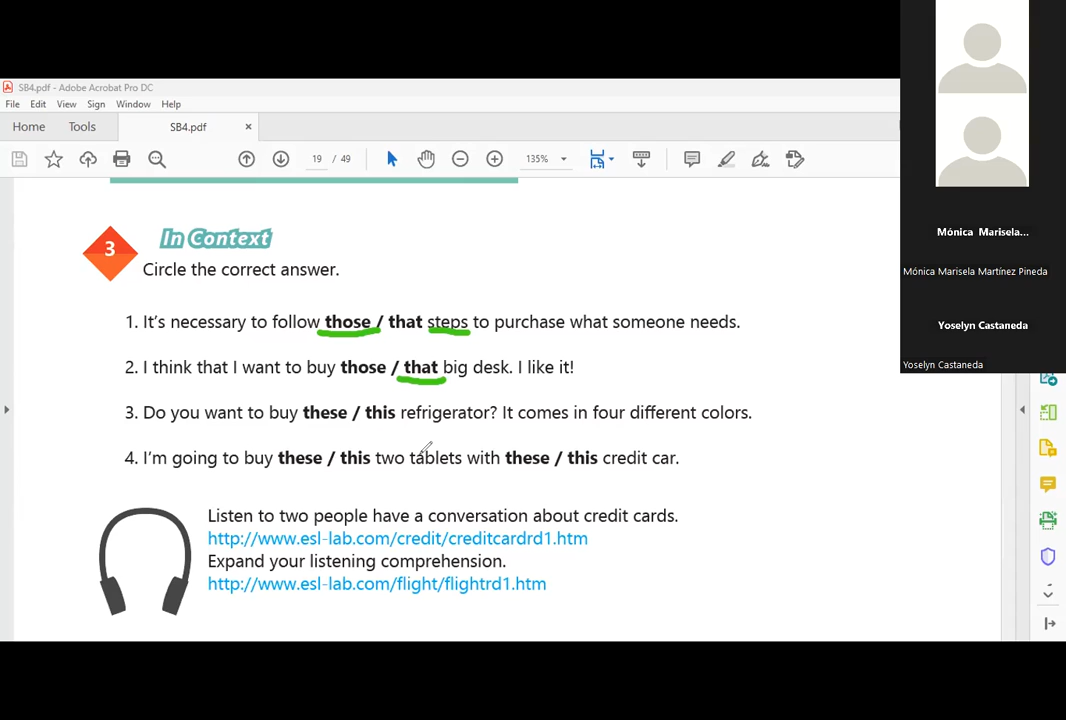 SB4.pdf - Adobe Acrobat Pro DC
File Edit View Sign Window Help
Home Tools SB4.pdf ×
19 / 49 135%
3
In Context
Circle the correct answer.
1. It's necessary to follow those / that steps to purchase what someone needs.
2. I think that I want to buy those / that big desk. I like it!
3. Do you want to buy these / this refrigerator? It comes in four different colors.
4. I'm going to buy these / this two tablets with these / this credit car.
Listen to two people have a conversation about credit cards.
http://www.esl-lab.com/credit/creditcardrd1.htm
Expand your listening comprehension.
http://www.esl-lab.com/flight/flightrd1.htm
Mónica Marisela...
Mónica Marisela Martínez Pineda
Yoselyn Castaneda
Yoselyn Castaneda